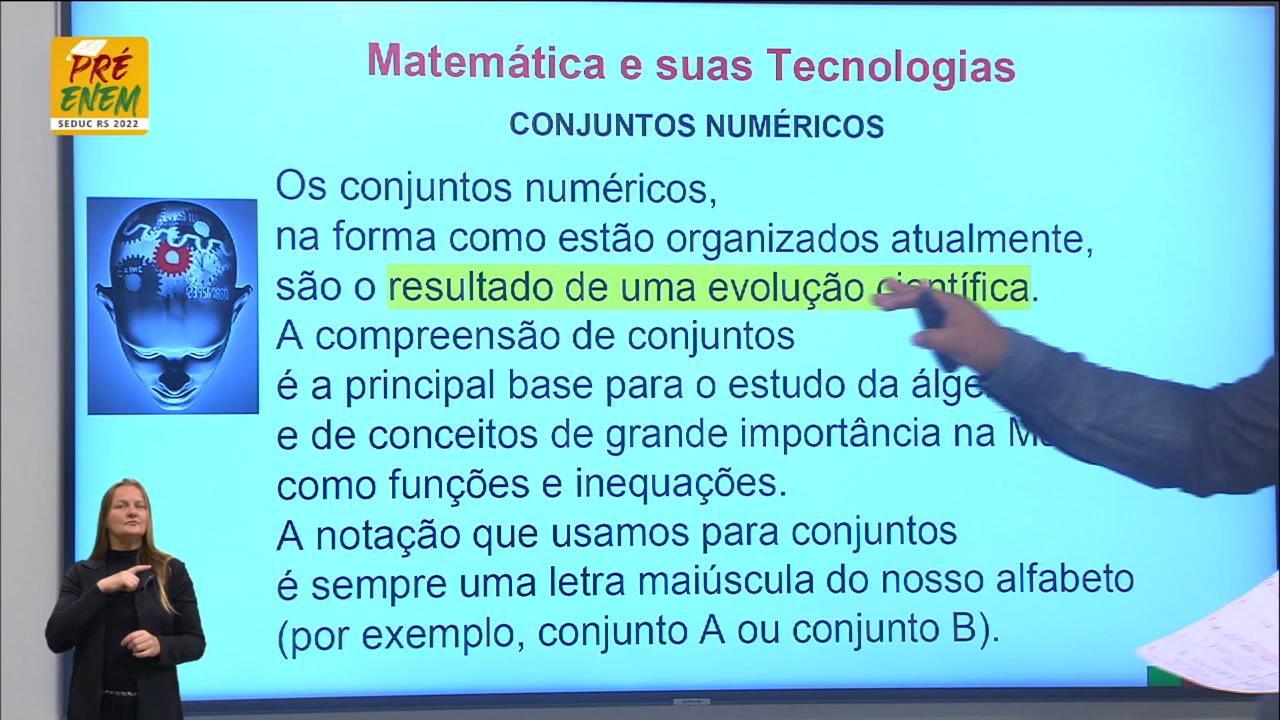 PRÉ
ENEM
SEDUC RS 2022
Matemática e suas Tecnologias
CONJUNTOS NUMÉRICOS
Os conjuntos numéricos,
na forma como estão organizados atualmente,
são o resultado de uma evolução científica.
A compreensão de conjuntos
é a principal base para o estudo da
e de conceitos de grande importância na
como funções e inequações.
A notação que usamos para conjuntos
é sempre uma letra maiúscula do nosso alfabeto
(por exemplo, conjunto A ou conjunto B).